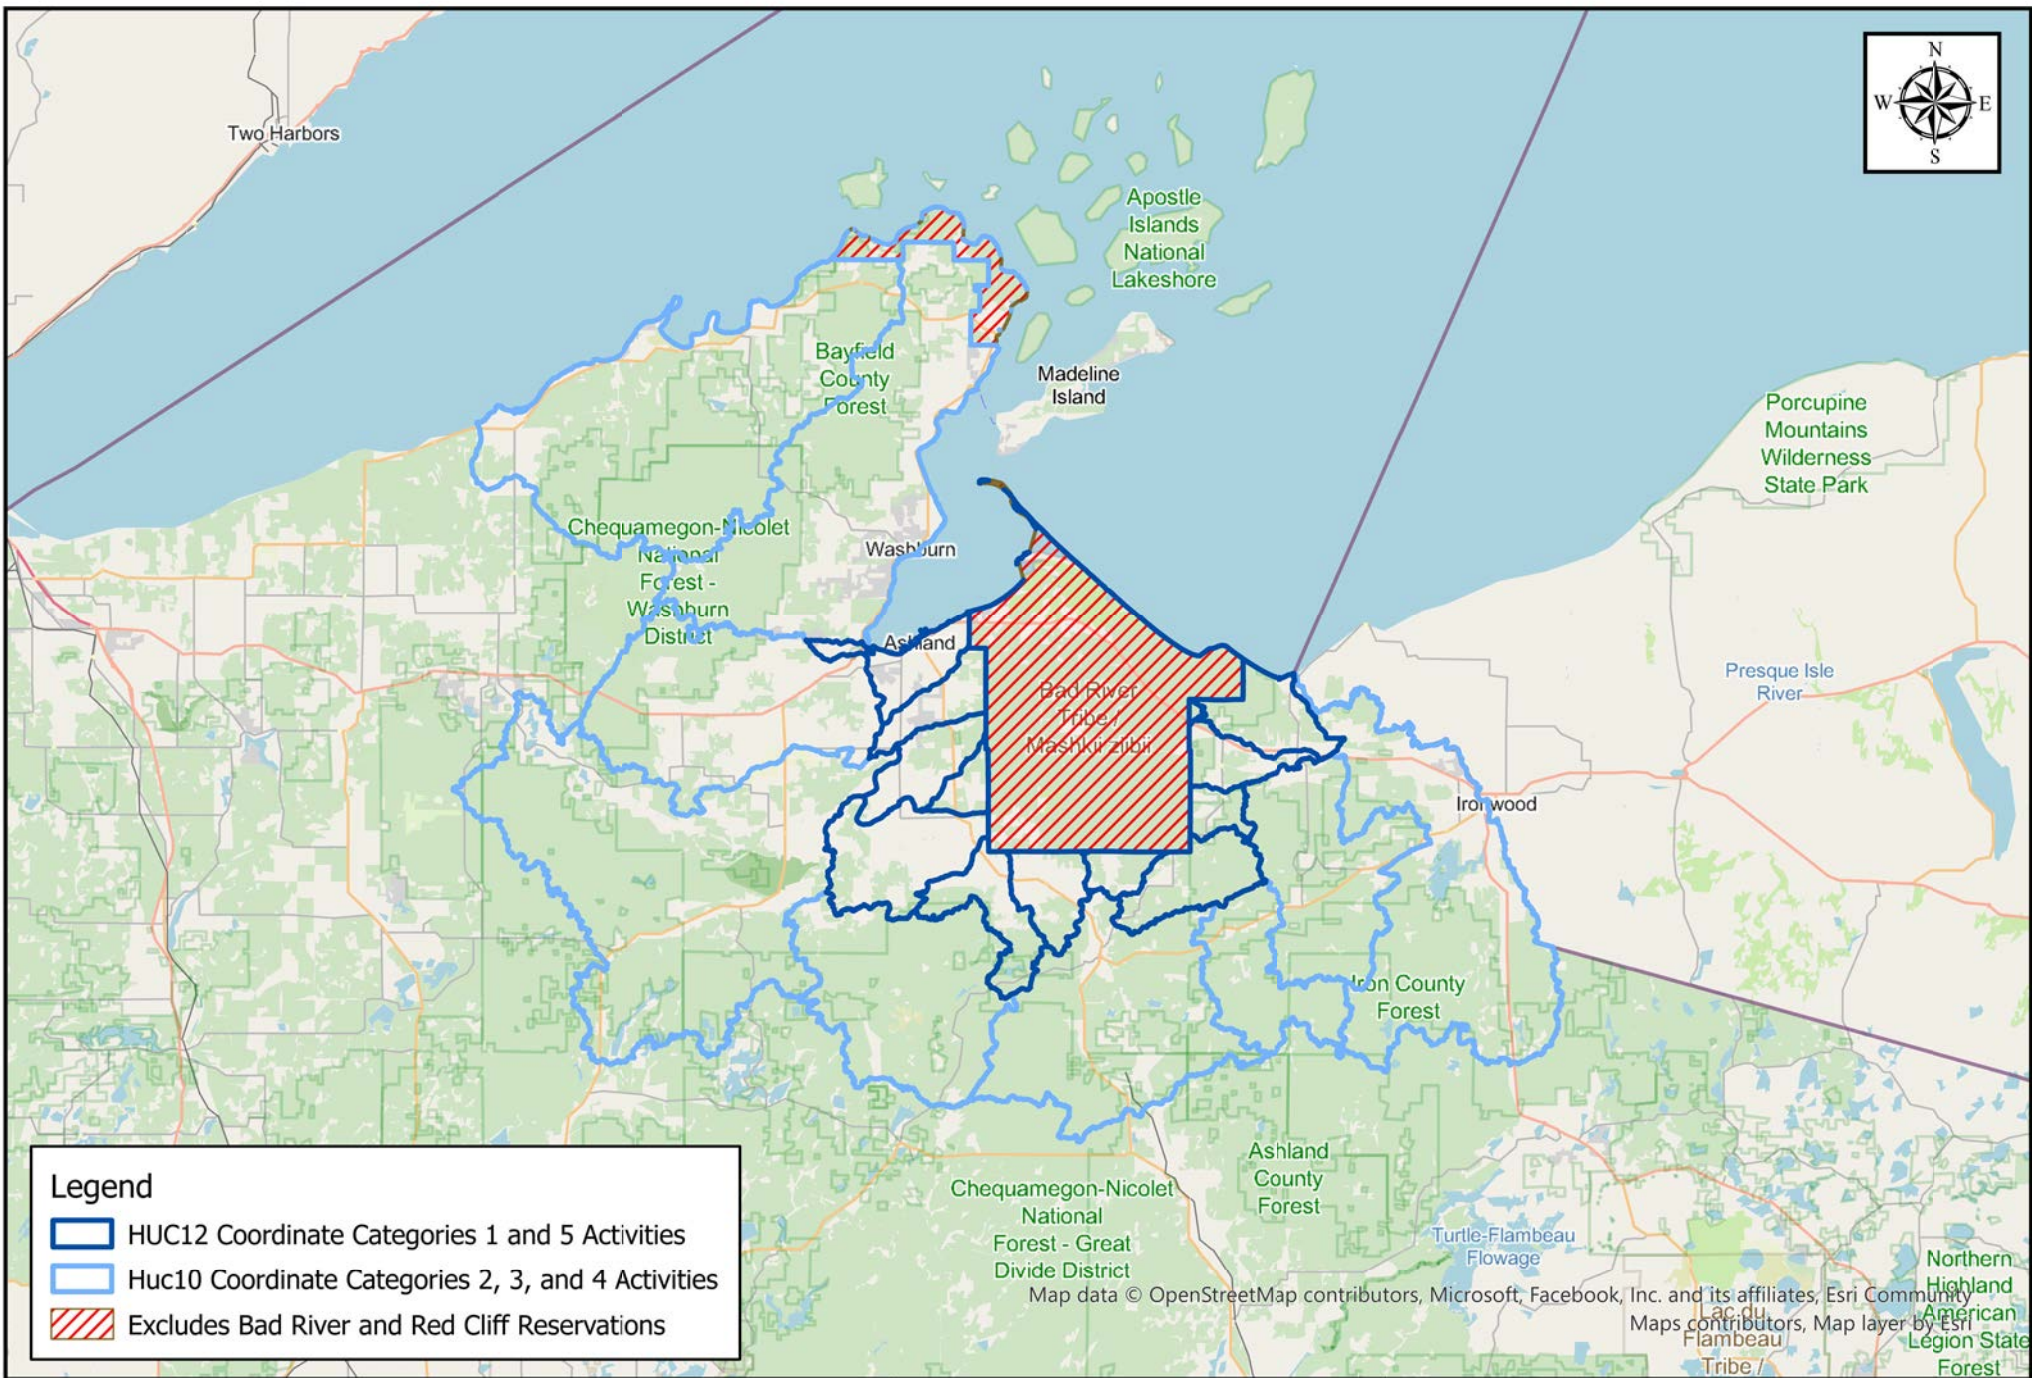 N
W E
S
Two Harbors
Apostle
Islands
National
Lakeshore
Bayfield
County
Forest
Madeline
Island
Porcupine
Mountains
Wilderness
State Park
Chequamegon-Nicolet
National
Forest -
Washburn
District
Washburn
Ashland
Bad River
Tribe /
Mashkii ziibii
Presque Isle
River
Ironwood
Iron County
Forest
Ashland
County
Forest
Chequamegon-Nicolet
National
Forest - Great
Divide District
Turtle-Flambeau
Flowage
Northern
Highland
American
Legion State
Forest
Lac du
Flambeau
Tribe /
Legend
HUC12 Coordinate Categories 1 and 5 Activities
Huc10 Coordinate Categories 2, 3, and 4 Activities
Excludes Bad River and Red Cliff Reservations
Map data © OpenStreetMap contributors, Microsoft, Facebook, Inc. and its affiliates, Esri Community
Maps contributors, Map layer by Esri